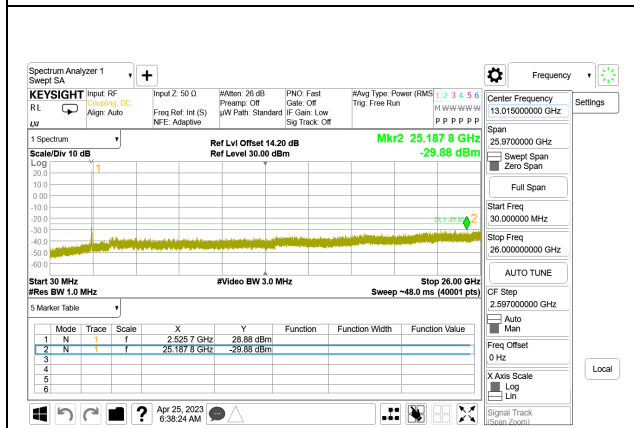 Spectrum Analyzer 1
Swept SA
+
Frequency
KEYSIGHT
Input: RF
Coupling: DC
Align: Auto
Input Z: 50 Ω
Freq Ref: Int (S)
NFE: Adaptive
#Atten: 26 dB
Preamp: Off
µW Path: Standard
PNO: Fast
Gate: Off
IF Gain: Low
Sig Track: Off
#Avg Type: Power (RMS
Trig: Free Run
1 2 3 4 5 6
M W W W W W
P P P P P P
R L
LXI
1 Spectrum
Scale/Div 10 dB
Ref Lvl Offset 14.20 dB
Ref Level 30.00 dBm
Mkr2 25.187 8 GHz
-29.88 dBm
Log
20.0
10.0
0.00
-10.0
-20.0
-30.0
-40.0
-50.0
-60.0
1
2
Start 30 MHz
#Res BW 1.0 MHz
#Video BW 3.0 MHz
Stop 26.00 GHz
Sweep ~48.0 ms (40001 pts)
5 Marker Table
Mode Trace Scale X Y Function Function Width Function Value
1 N 1 f 2.525 7 GHz 28.88 dBm
2 N 1 f 25.187 8 GHz -29.88 dBm
3
4
5
6
Apr 25, 2023
6:38:24 AM
Center Frequency
13.015000000 GHz
Settings
Span
25.9700000 GHz
Swept Span
Zero Span
Full Span
Start Freq
30.000000 MHz
Stop Freq
26.00000000 GHz
AUTO TUNE
CF Step
2.597000000 GHz
Auto
Man
Freq Offset
0 Hz
X Axis Scale
Log
Lin
Local
Signal Track
(Span Zoom)